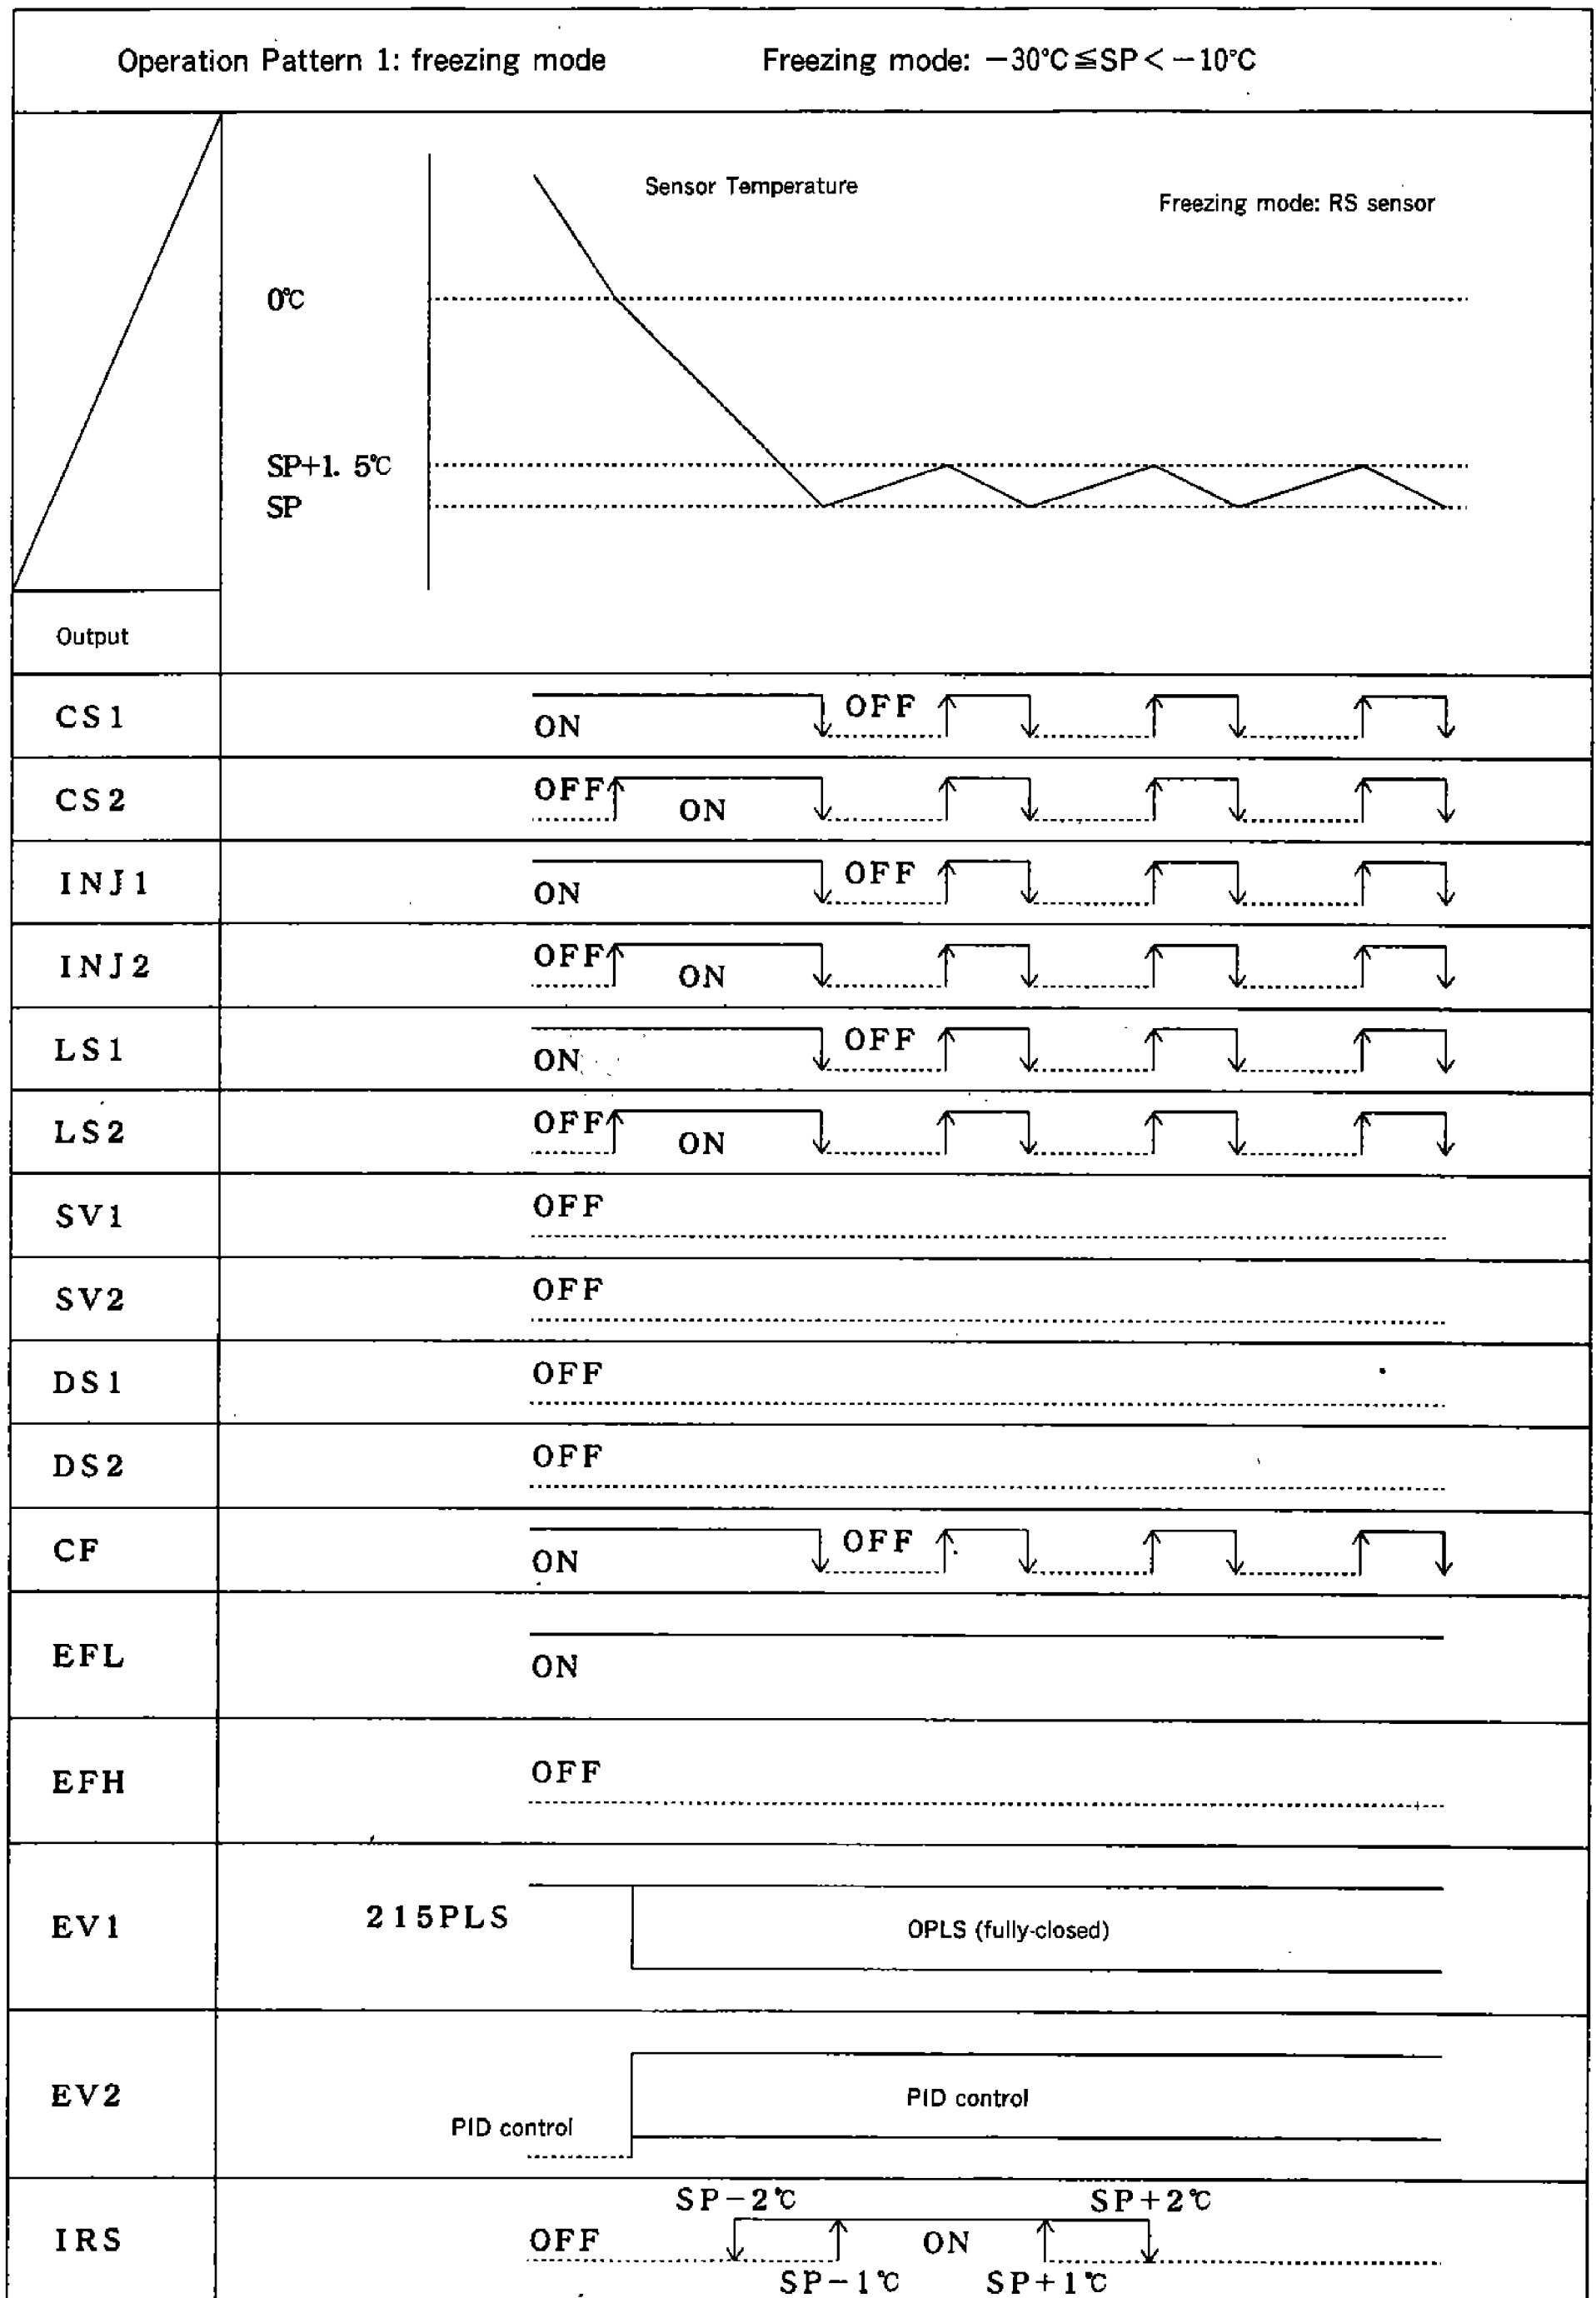 Operation Pattern 1: freezing mode Freezing mode: −30℃≦SP<−10℃
Sensor Temperature
Freezing mode: RS sensor
0℃
SP+1. 5℃
SP
Output
CS1 ON OFF
CS2 OFF ON
INJ1 ON OFF
INJ2 OFF ON
LS1 ON OFF
LS2 OFF ON
SV1 OFF
SV2 OFF
DS1 OFF
DS2 OFF
CF ON OFF
EFL ON
EFH OFF
EV1 215PLS OPLS (fully-closed)
EV2 PID control PID control
SP−2℃ SP+2℃
IRS OFF ON
SP−1℃ SP+1℃